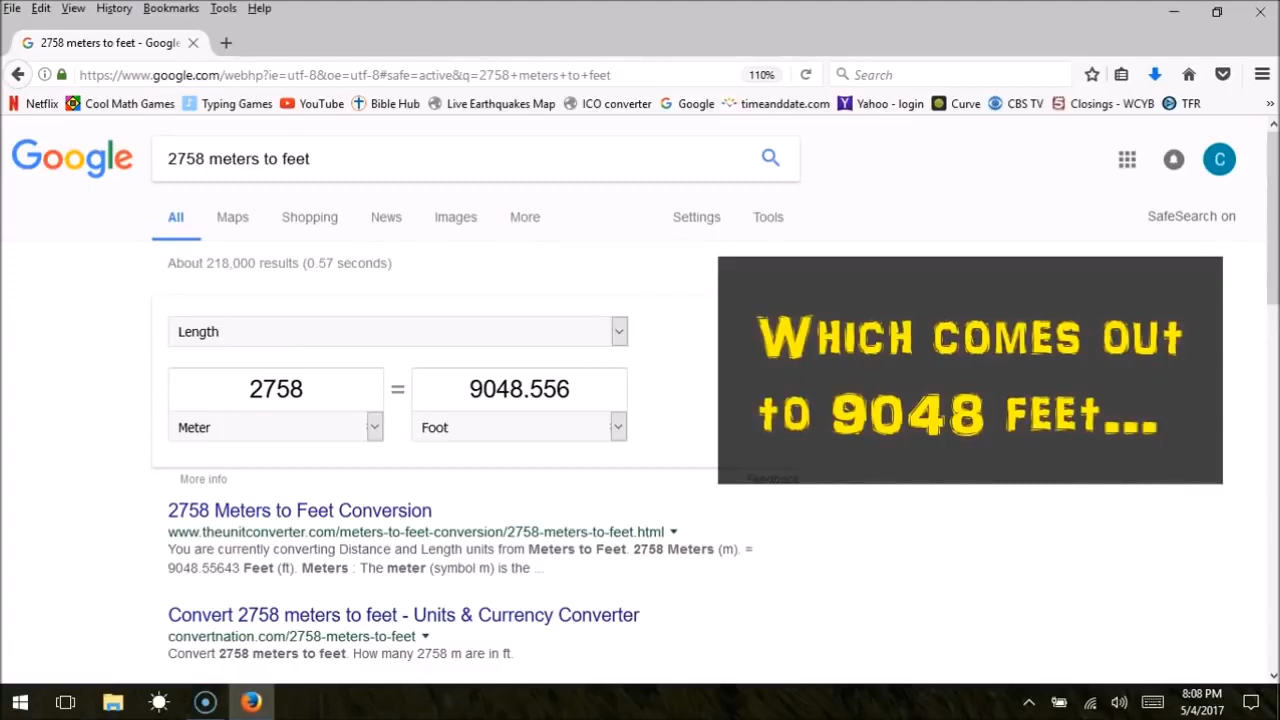 File Edit View History Bookmarks Tools Help
2758 meters to feet - Google
https://www.google.com/webhp?ie=utf-8&oe=utf-8#safe=active&q=2758+meters+to+feet 110% Search
Netflix Cool Math Games Typing Games YouTube Bible Hub Live Earthquakes Map ICO converter Google timeanddate.com Yahoo - login Curve CBS TV Closings - WCYB TFR
Google 2758 meters to feet C
All Maps Shopping News Images More Settings Tools SafeSearch on
About 218,000 results (0.57 seconds)
Length
2758 = 9048.556
Meter Foot
More info Feedback
Which comes out
to 9048 feet...
2758 Meters to Feet Conversion
www.theunitconverter.com/meters-to-feet-conversion/2758-meters-to-feet.html
You are currently converting Distance and Length units from Meters to Feet. 2758 Meters (m). =
9048.55643 Feet (ft). Meters : The meter (symbol m) is the ...
Convert 2758 meters to feet - Units & Currency Converter
convertnation.com/2758-meters-to-feet
Convert 2758 meters to feet. How many 2758 m are in ft.
8:08 PM
5/4/2017